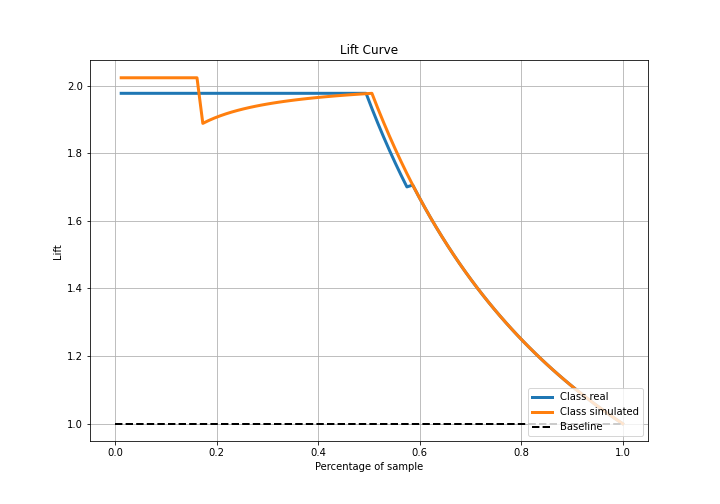 Lift Curve
Lift
2.0
1.8
1.6
1.4
1.2
1.0
0.0
0.2
0.4
0.6
0.8
1.0
Percentage of sample
Class real
Class simulated
Baseline